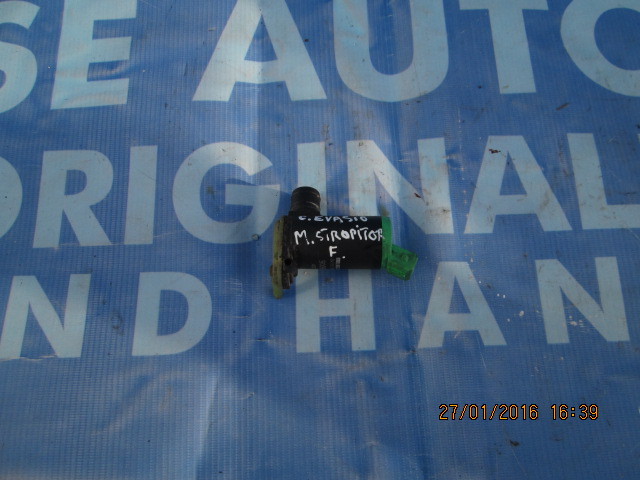 SE AUTO
ORIGINAL
ND HAN
C. EVASIO
M. STROPITOR
F.
27/01/2016 16:39